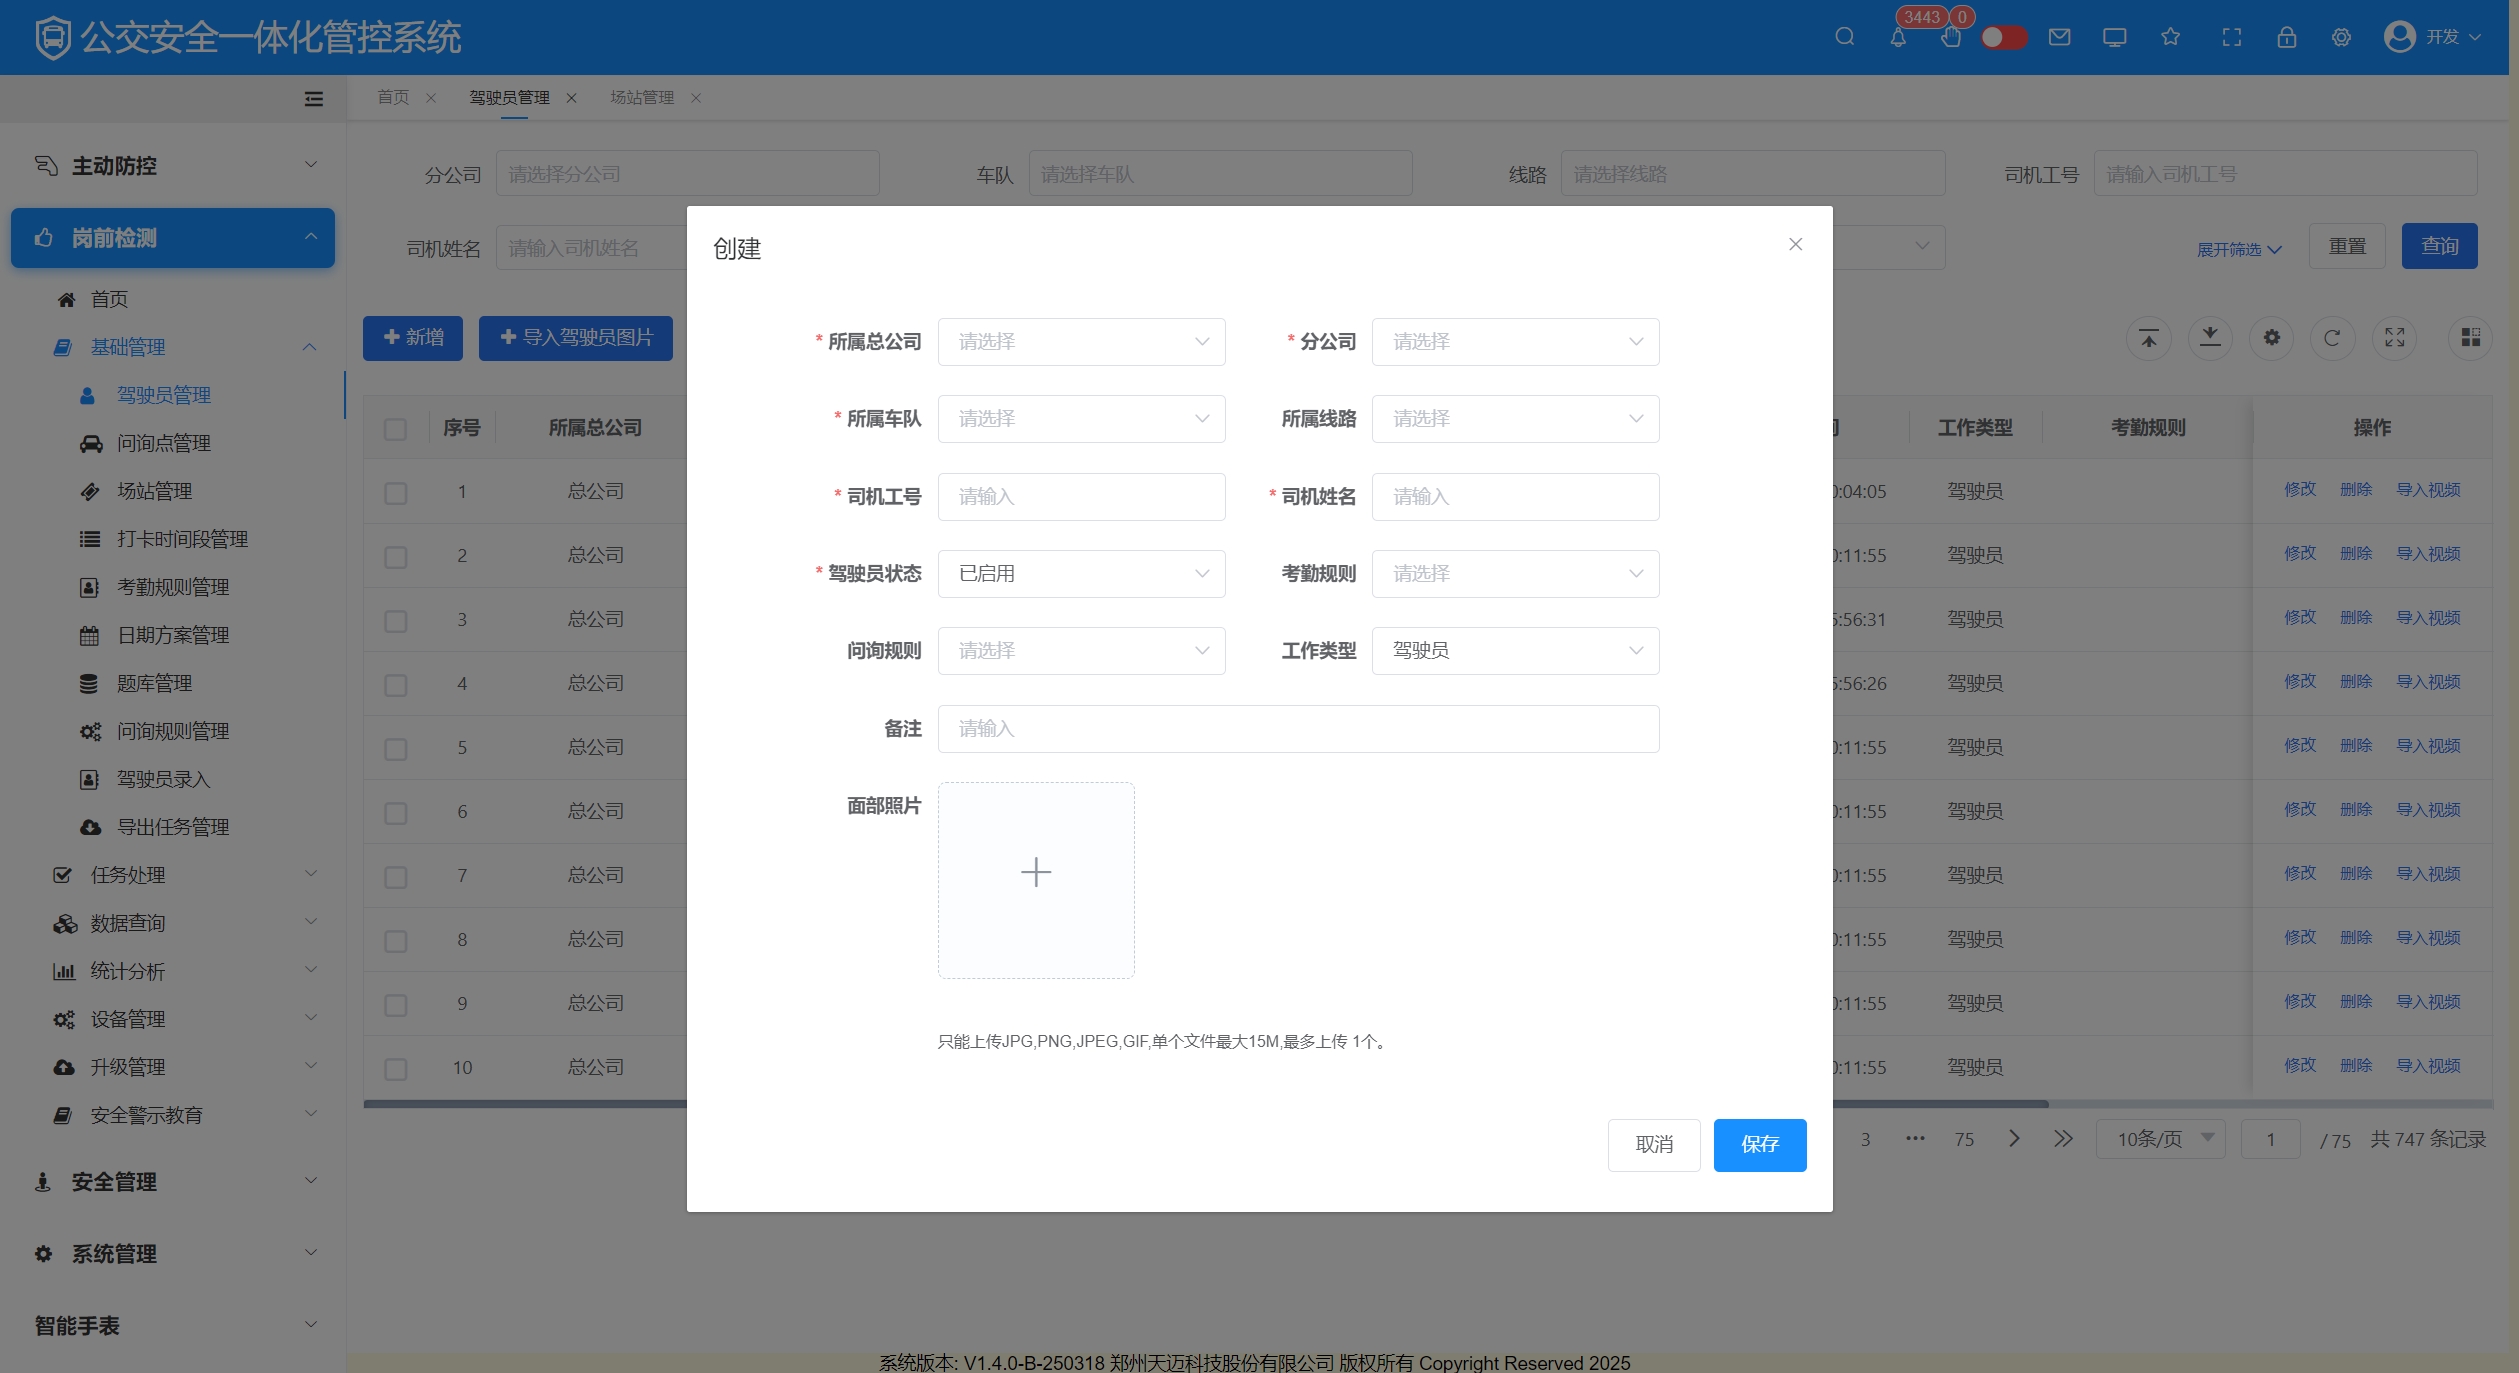 公交安全一体化管控系统
3443
0
开发
首页
驾驶员管理
场站管理
主动防控
岗前检测
首页
基础管理
驾驶员管理
问询点管理
场站管理
打卡时间段管理
考勤规则管理
日期方案管理
题库管理
问询规则管理
驾驶员录入
导出任务管理
任务处理
数据查询
统计分析
设备管理
升级管理
安全警示教育
安全管理
系统管理
智能手表
分公司 请选择分公司 车队 请选择车队 线路 请选择线路 司机工号 请输入司机工号
司机姓名 请输入司机姓名 展开筛选 重置 查询
新增 导入驾驶员图片
序号 所属总公司 工作类型 考勤规则 操作
1 总公司 0:04:05 驾驶员 修改 删除 导入视频
2 总公司 0:11:55 驾驶员 修改 删除 导入视频
3 总公司 5:56:31 驾驶员 修改 删除 导入视频
4 总公司 5:56:26 驾驶员 修改 删除 导入视频
5 总公司 0:11:55 驾驶员 修改 删除 导入视频
6 总公司 0:11:55 驾驶员 修改 删除 导入视频
7 总公司 0:11:55 驾驶员 修改 删除 导入视频
8 总公司 0:11:55 驾驶员 修改 删除 导入视频
9 总公司 0:11:55 驾驶员 修改 删除 导入视频
10 总公司 0:11:55 驾驶员 修改 删除 导入视频
3 ··· 75 10条/页 1 / 75 共 747 条记录
创建
* 所属总公司 请选择 * 分公司 请选择
* 所属车队 请选择 所属线路 请选择
* 司机工号 请输入 * 司机姓名 请输入
* 驾驶员状态 已启用 考勤规则 请选择
问询规则 请选择 工作类型 驾驶员
备注 请输入
面部照片
只能上传JPG,PNG,JPEG,GIF,单个文件最大15M,最多上传 1个。
取消 保存
系统版本: V1.4.0-B-250318 郑州天迈科技股份有限公司 版权所有 Copyright Reserved 2025